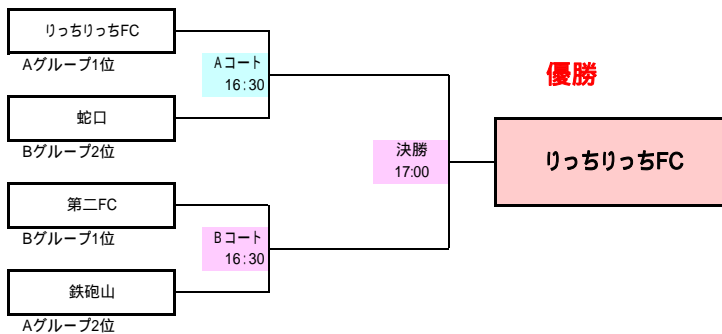 りっちりっちFC
Aグループ1位
Aコート
16:30
優勝
蛇口
Bグループ2位
決勝
17:00
りっちりっちFC
第二FC
Bグループ1位
Bコート
16:30
鉄砲山
Aグループ2位